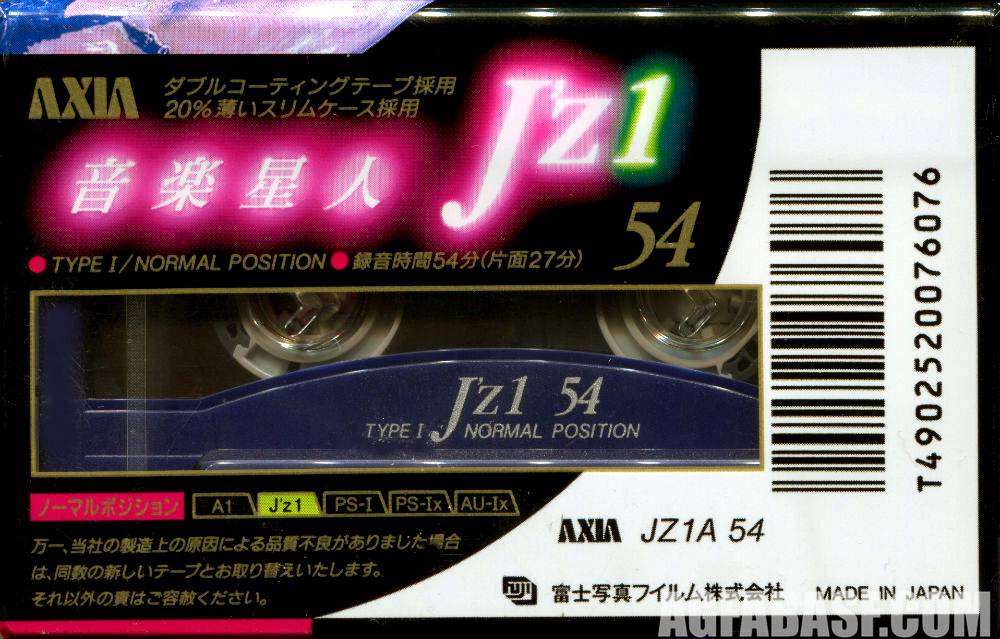 AXIA
ダブルコーティングテープ採用
20%薄いスリムケース採用
音楽星人
J'z1
54
●TYPE I/NORMAL POSITION ●録音時間54分(片面27分)
J'z1 54
TYPE I NORMAL POSITION
ノーマルポジション A1 J'z1 PS-I PS-Ix AU-Ix
万一、当社の製造上の原因による品質不良がありました場合
は、同数の新しいテープとお取り替えいたします。
それ以外の責はご容赦ください。
T4902520076076
AXIA JZ1A 54
FUJI 富士写真フイルム株式会社 MADE IN JAPAN
AGFABASE.COM